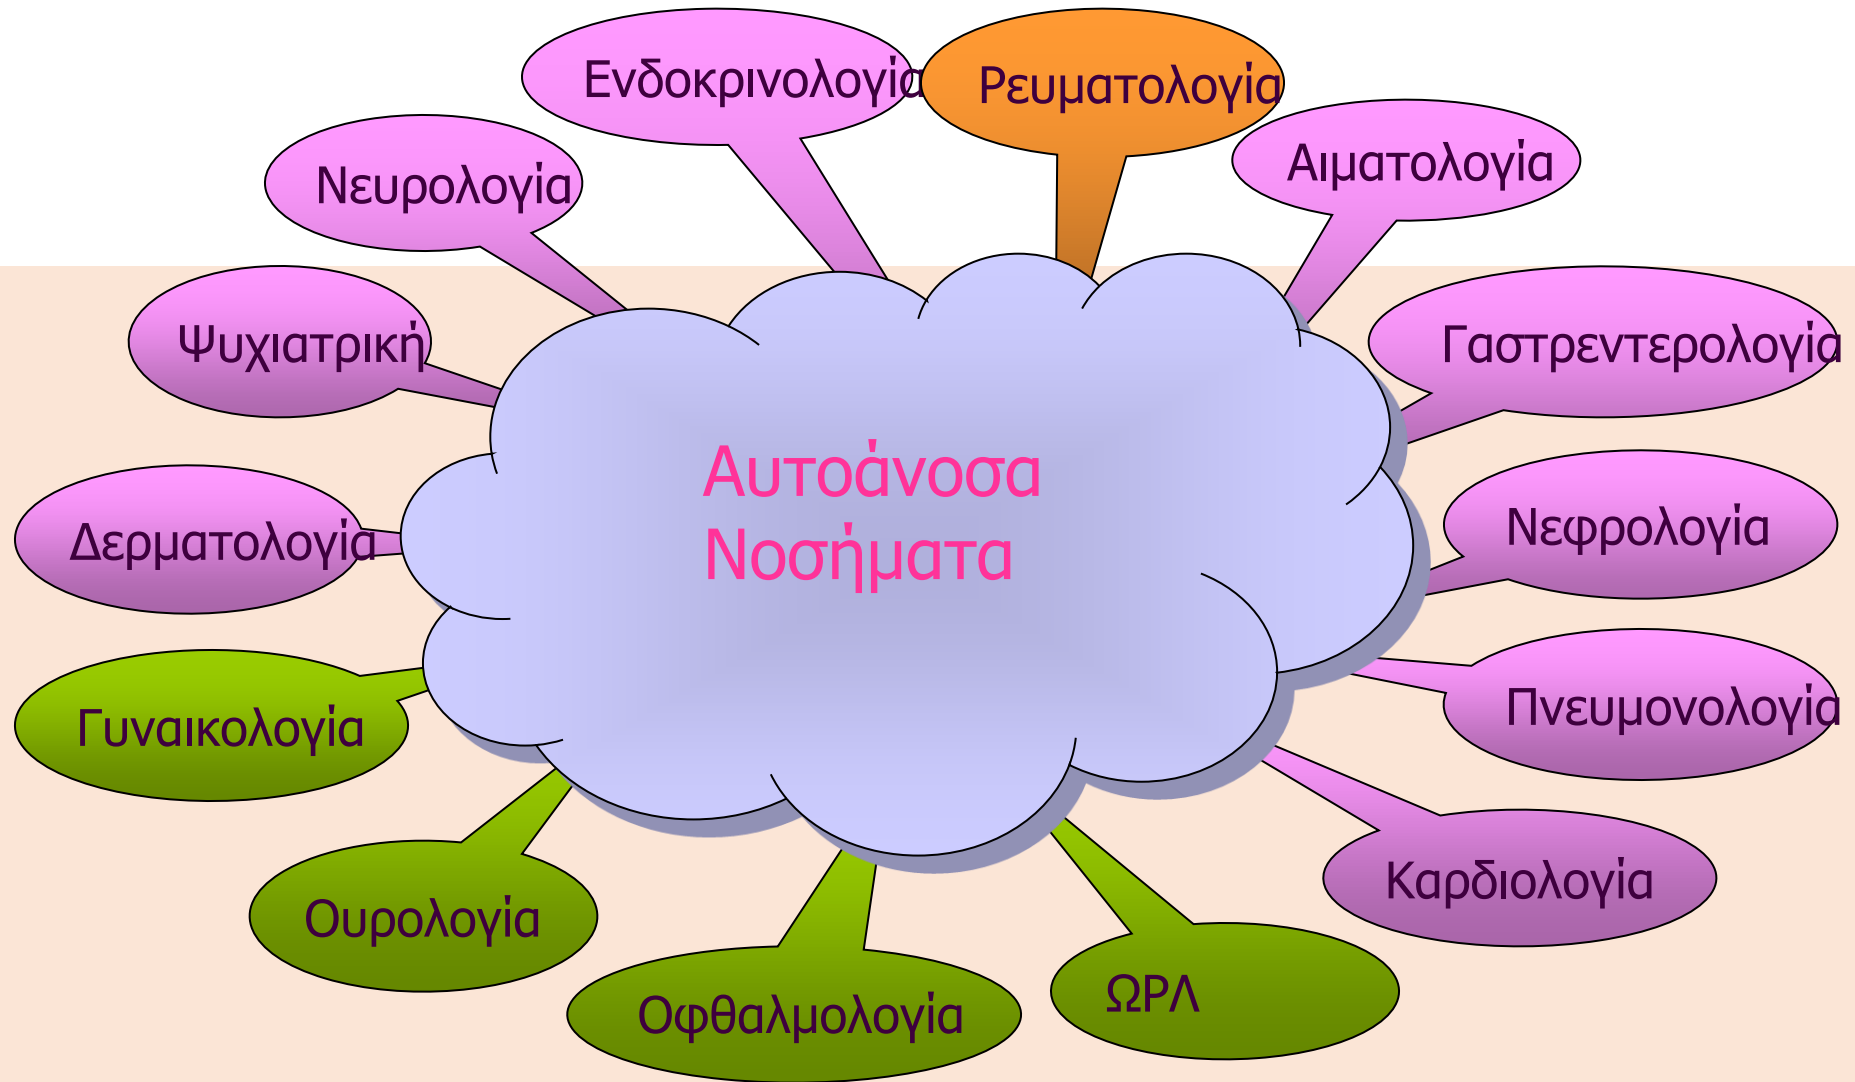 Ενδοκρινολογία
Ρευματολογία
Αιματολογία
Νευρολογία
Ψυχιατρική
Γαστρεντερολογία
Αυτοάνοσα
Νοσήματα
Δερματολογία
Νεφρολογία
Γυναικολογία
Πνευμονολογία
Ουρολογία
Καρδιολογία
Οφθαλμολογία
ΩΡΛ